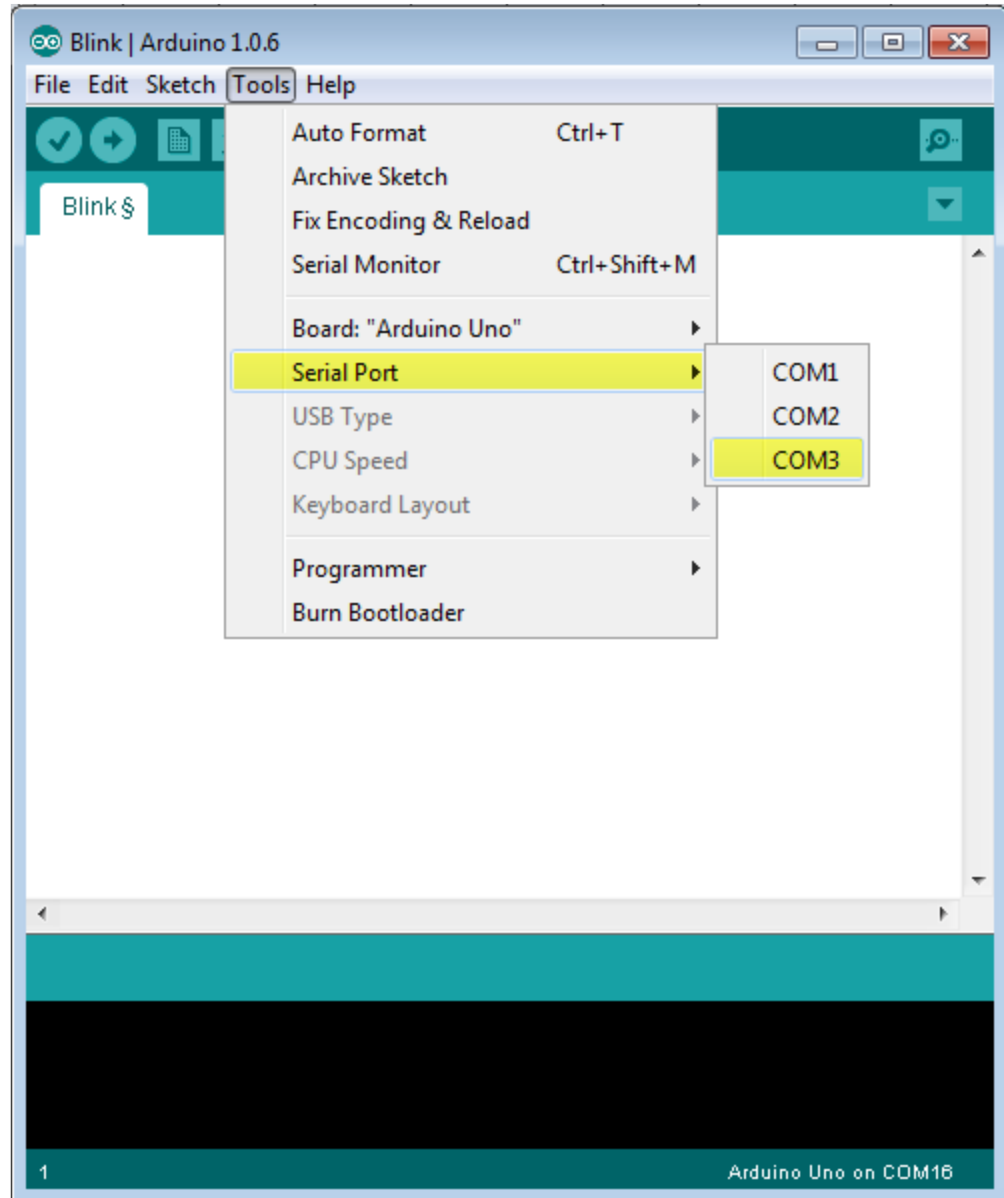 Blink | Arduino 1.0.6
File Edit Sketch Tools Help
Auto Format Ctrl+T
Archive Sketch
Blink §
Fix Encoding & Reload
Serial Monitor Ctrl+Shift+M
Board: "Arduino Uno"
Serial Port
COM1
USB Type
COM2
CPU Speed
COM3
Keyboard Layout
Programmer
Burn Bootloader
1 Arduino Uno on COM16